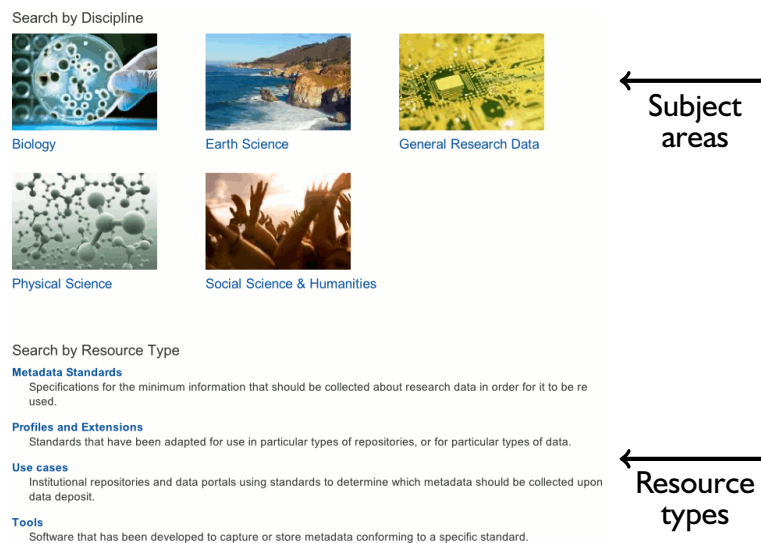 Search by Discipline
Biology
Earth Science
General Research Data
Physical Science
Social Science & Humanities
Subject
areas
Search by Resource Type
Metadata Standards
Specifications for the minimum information that should be collected about research data in order for it to be re
used.
Profiles and Extensions
Standards that have been adapted for use in particular types of repositories, or for particular types of data.
Use cases
Institutional repositories and data portals using standards to determine which metadata should be collected upon
data deposit.
Tools
Software that has been developed to capture or store metadata conforming to a specific standard.
Resource
types